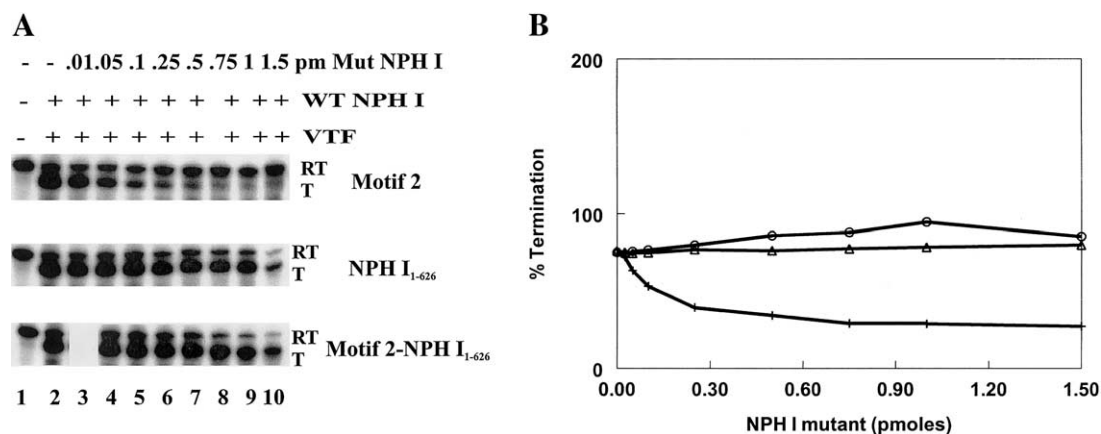 A
- - .01 .05 .1 .25 .5 .75 1 1.5 pm Mut NPH I
- + + + + + + + + + WT NPH I
- + + + + + + + + + VTF
RT
T
Motif 2
RT
T
NPH I1-626
RT
T
Motif 2-NPH I1-626
1 2 3 4 5 6 7 8 9 10
B
200
100
0
% Termination
0.00 0.30 0.60 0.90 1.20 1.50
NPH I mutant (pmoles)